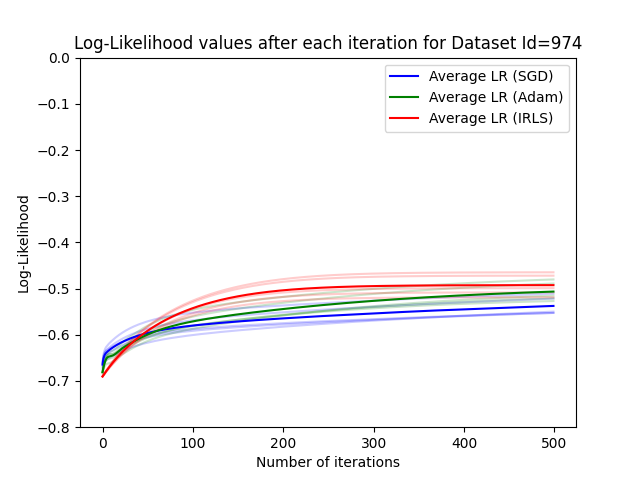 Log-Likelihood values after each iteration for Dataset Id=974
Average LR (SGD)
Average LR (Adam)
Average LR (IRLS)
0.0
−0.1
−0.2
−0.3
−0.4
−0.5
−0.6
−0.7
−0.8
Log-Likelihood
0 100 200 300 400 500
Number of iterations